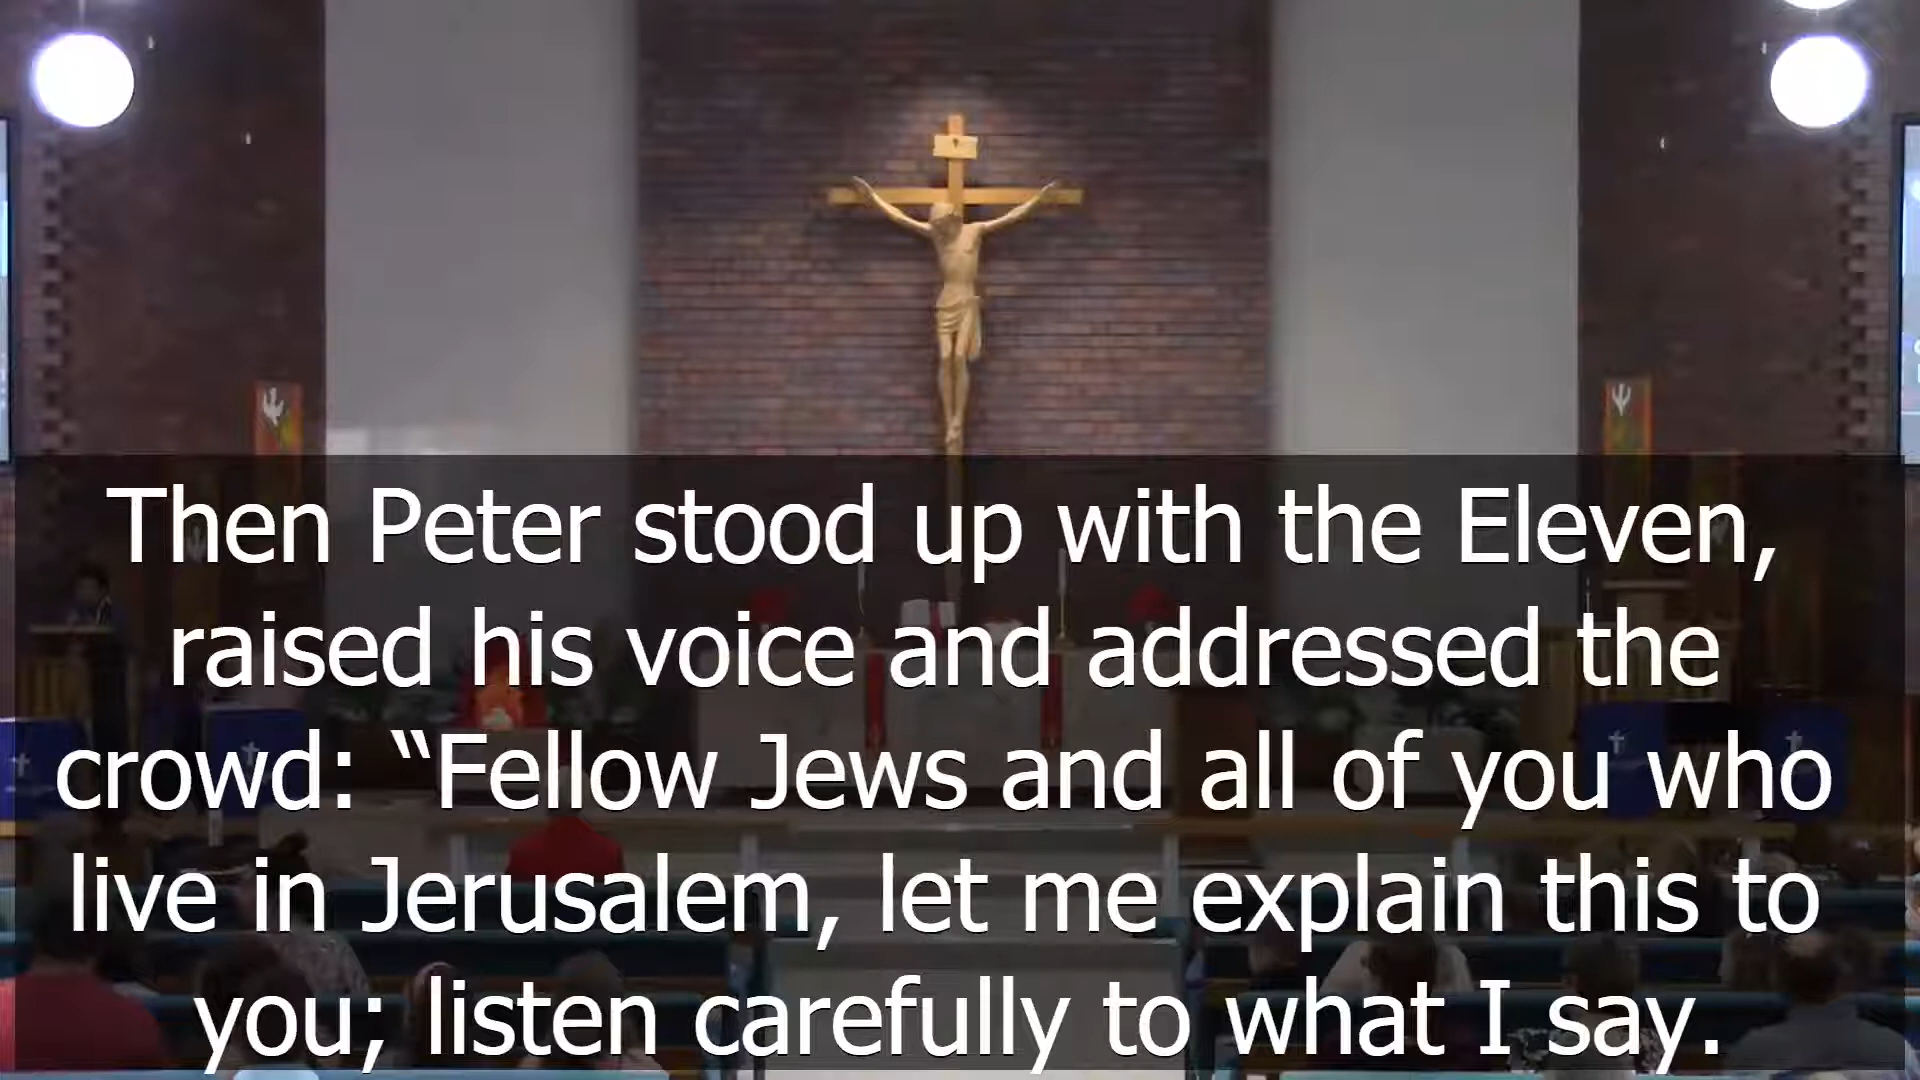 Then Peter stood up with the Eleven,
raised his voice and addressed the
crowd: “Fellow Jews and all of you who
live in Jerusalem, let me explain this to
you; listen carefully to what I say.